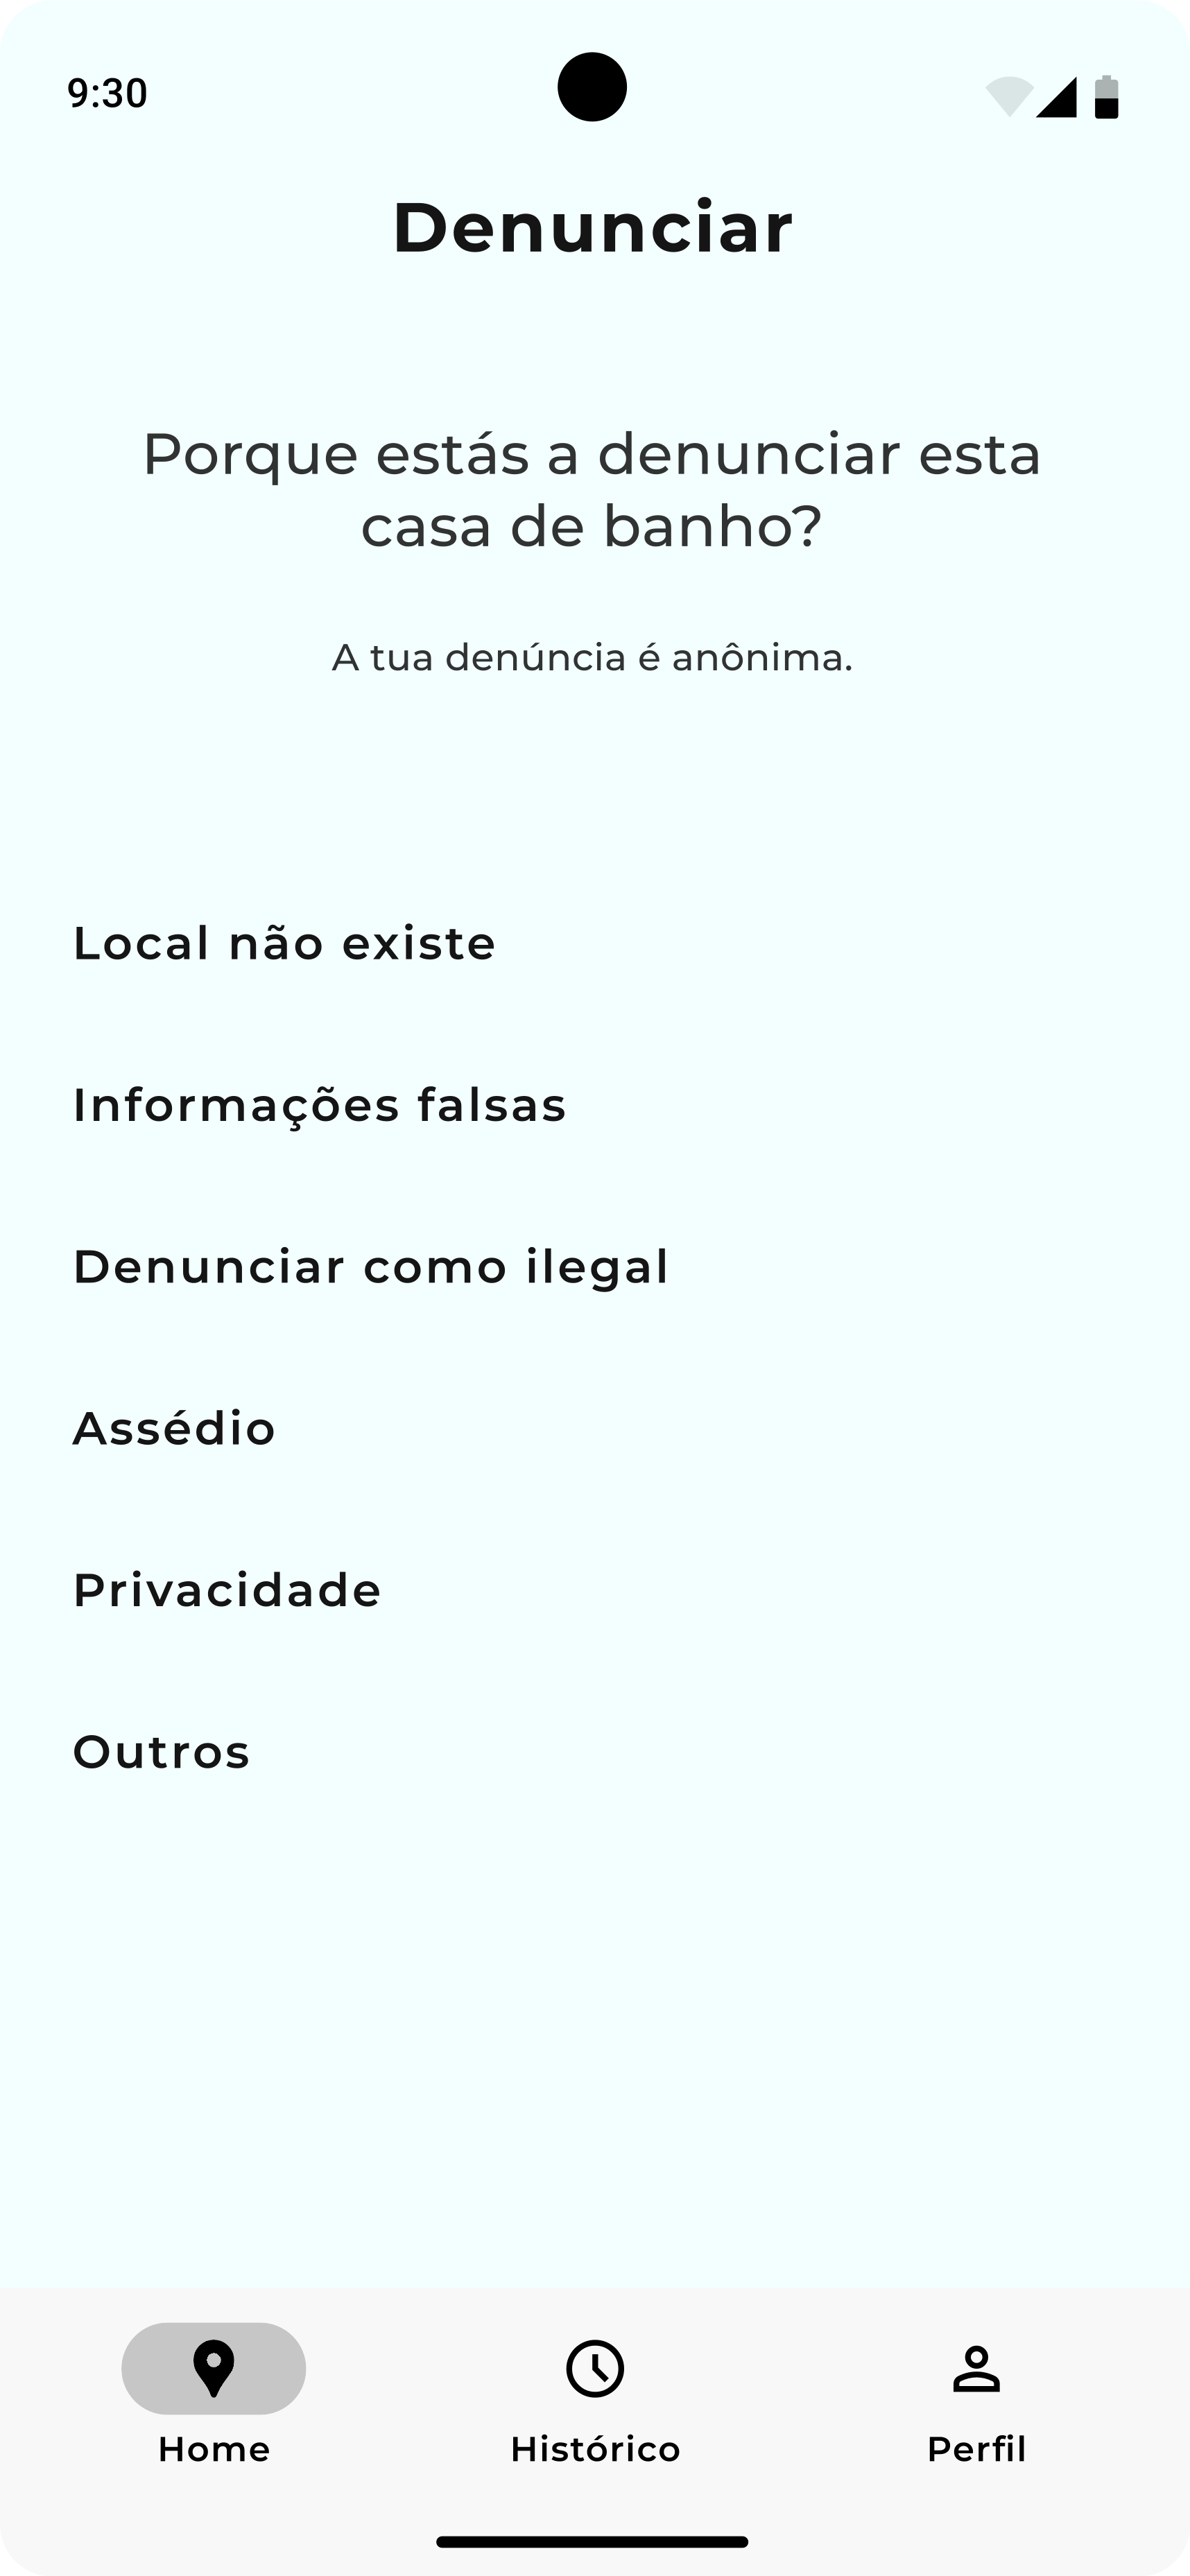 9:30
Denunciar
Porque estás a denunciar esta
casa de banho?
A tua denúncia é anônima.
Local não existe
Informações falsas
Denunciar como ilegal
Assédio
Privacidade
Outros
Home
Histórico
Perfil